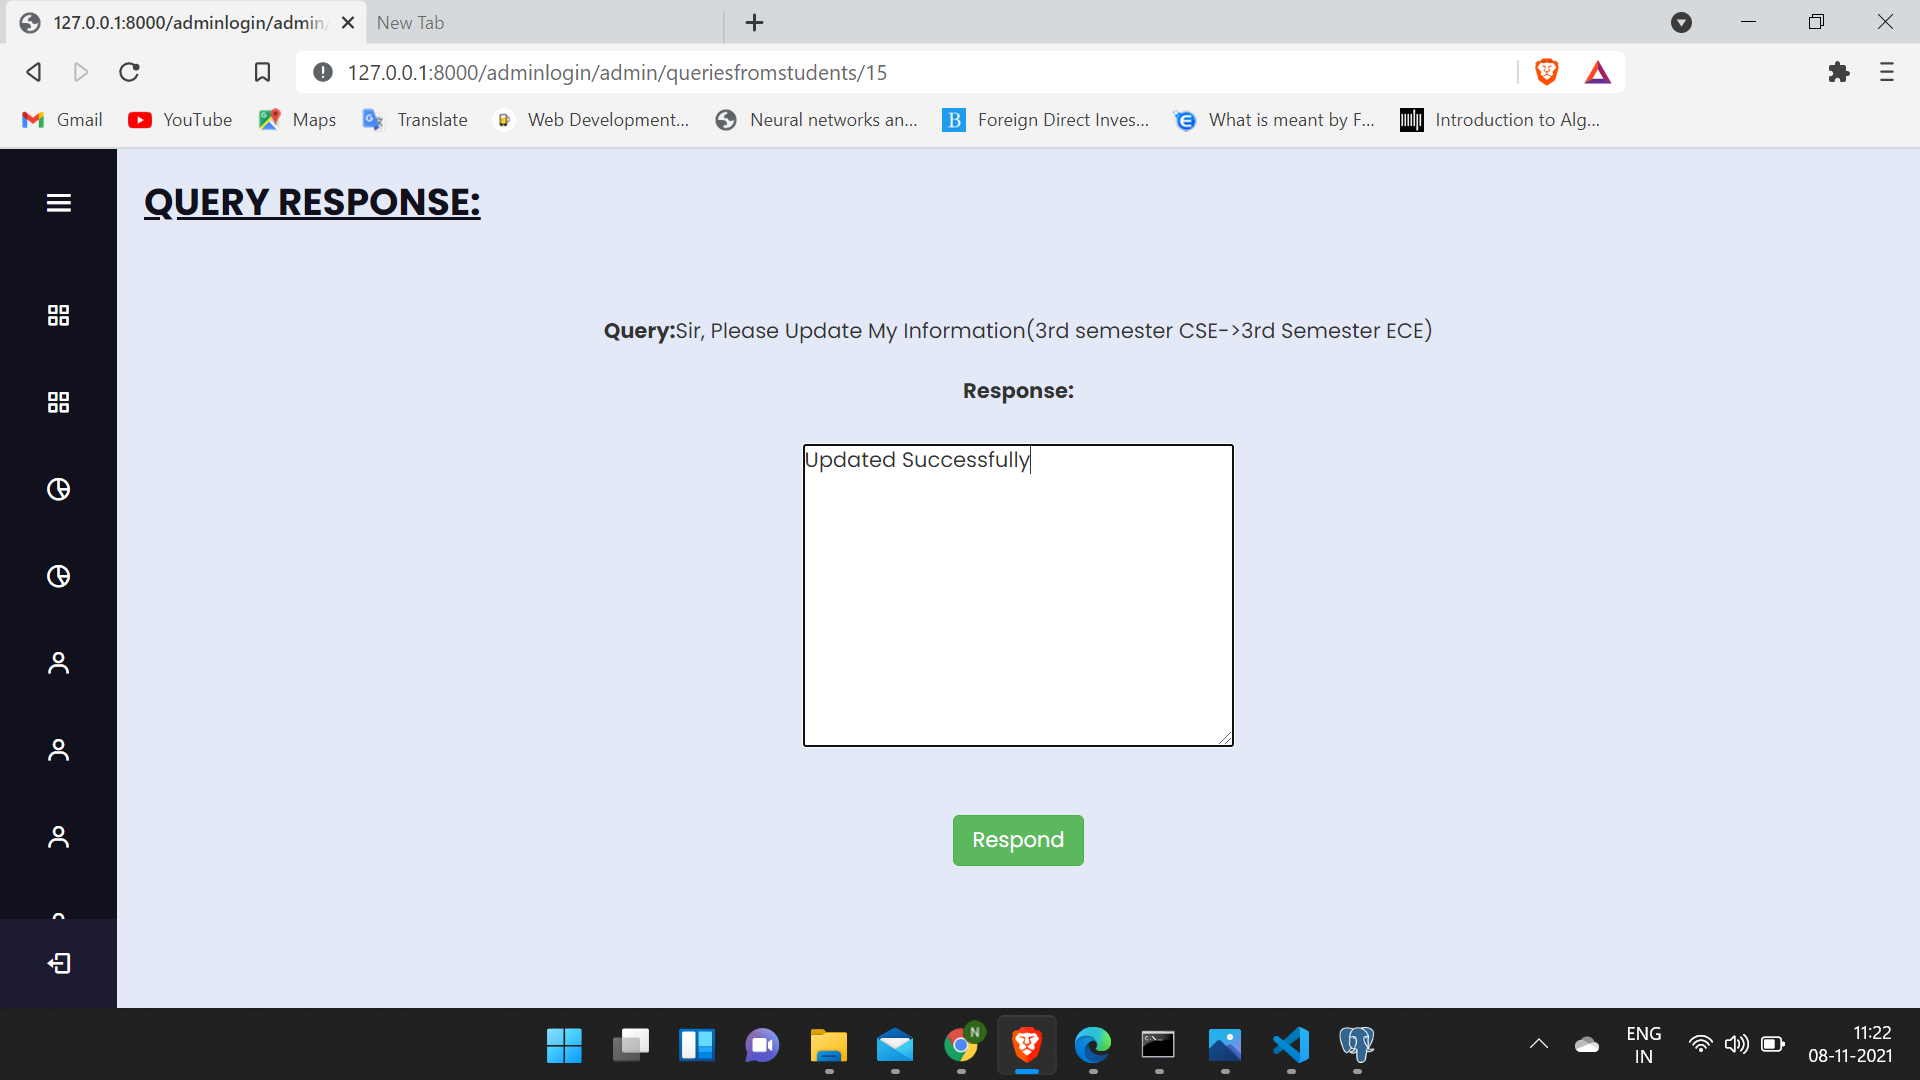 127.0.0.1:8000/adminlogin/admin/
New Tab
127.0.0.1:8000/adminlogin/admin/queriesfromstudents/15
Gmail
YouTube
Maps
Translate
Web Development...
Neural networks an...
B
Foreign Direct Inves...
What is meant by F...
Introduction to Alg...
QUERY RESPONSE:
Query:Sir, Please Update My Information(3rd semester CSE->3rd Semester ECE)
Response:
Updated Successfully
Respond
N
ENG
IN
11:22
08-11-2021